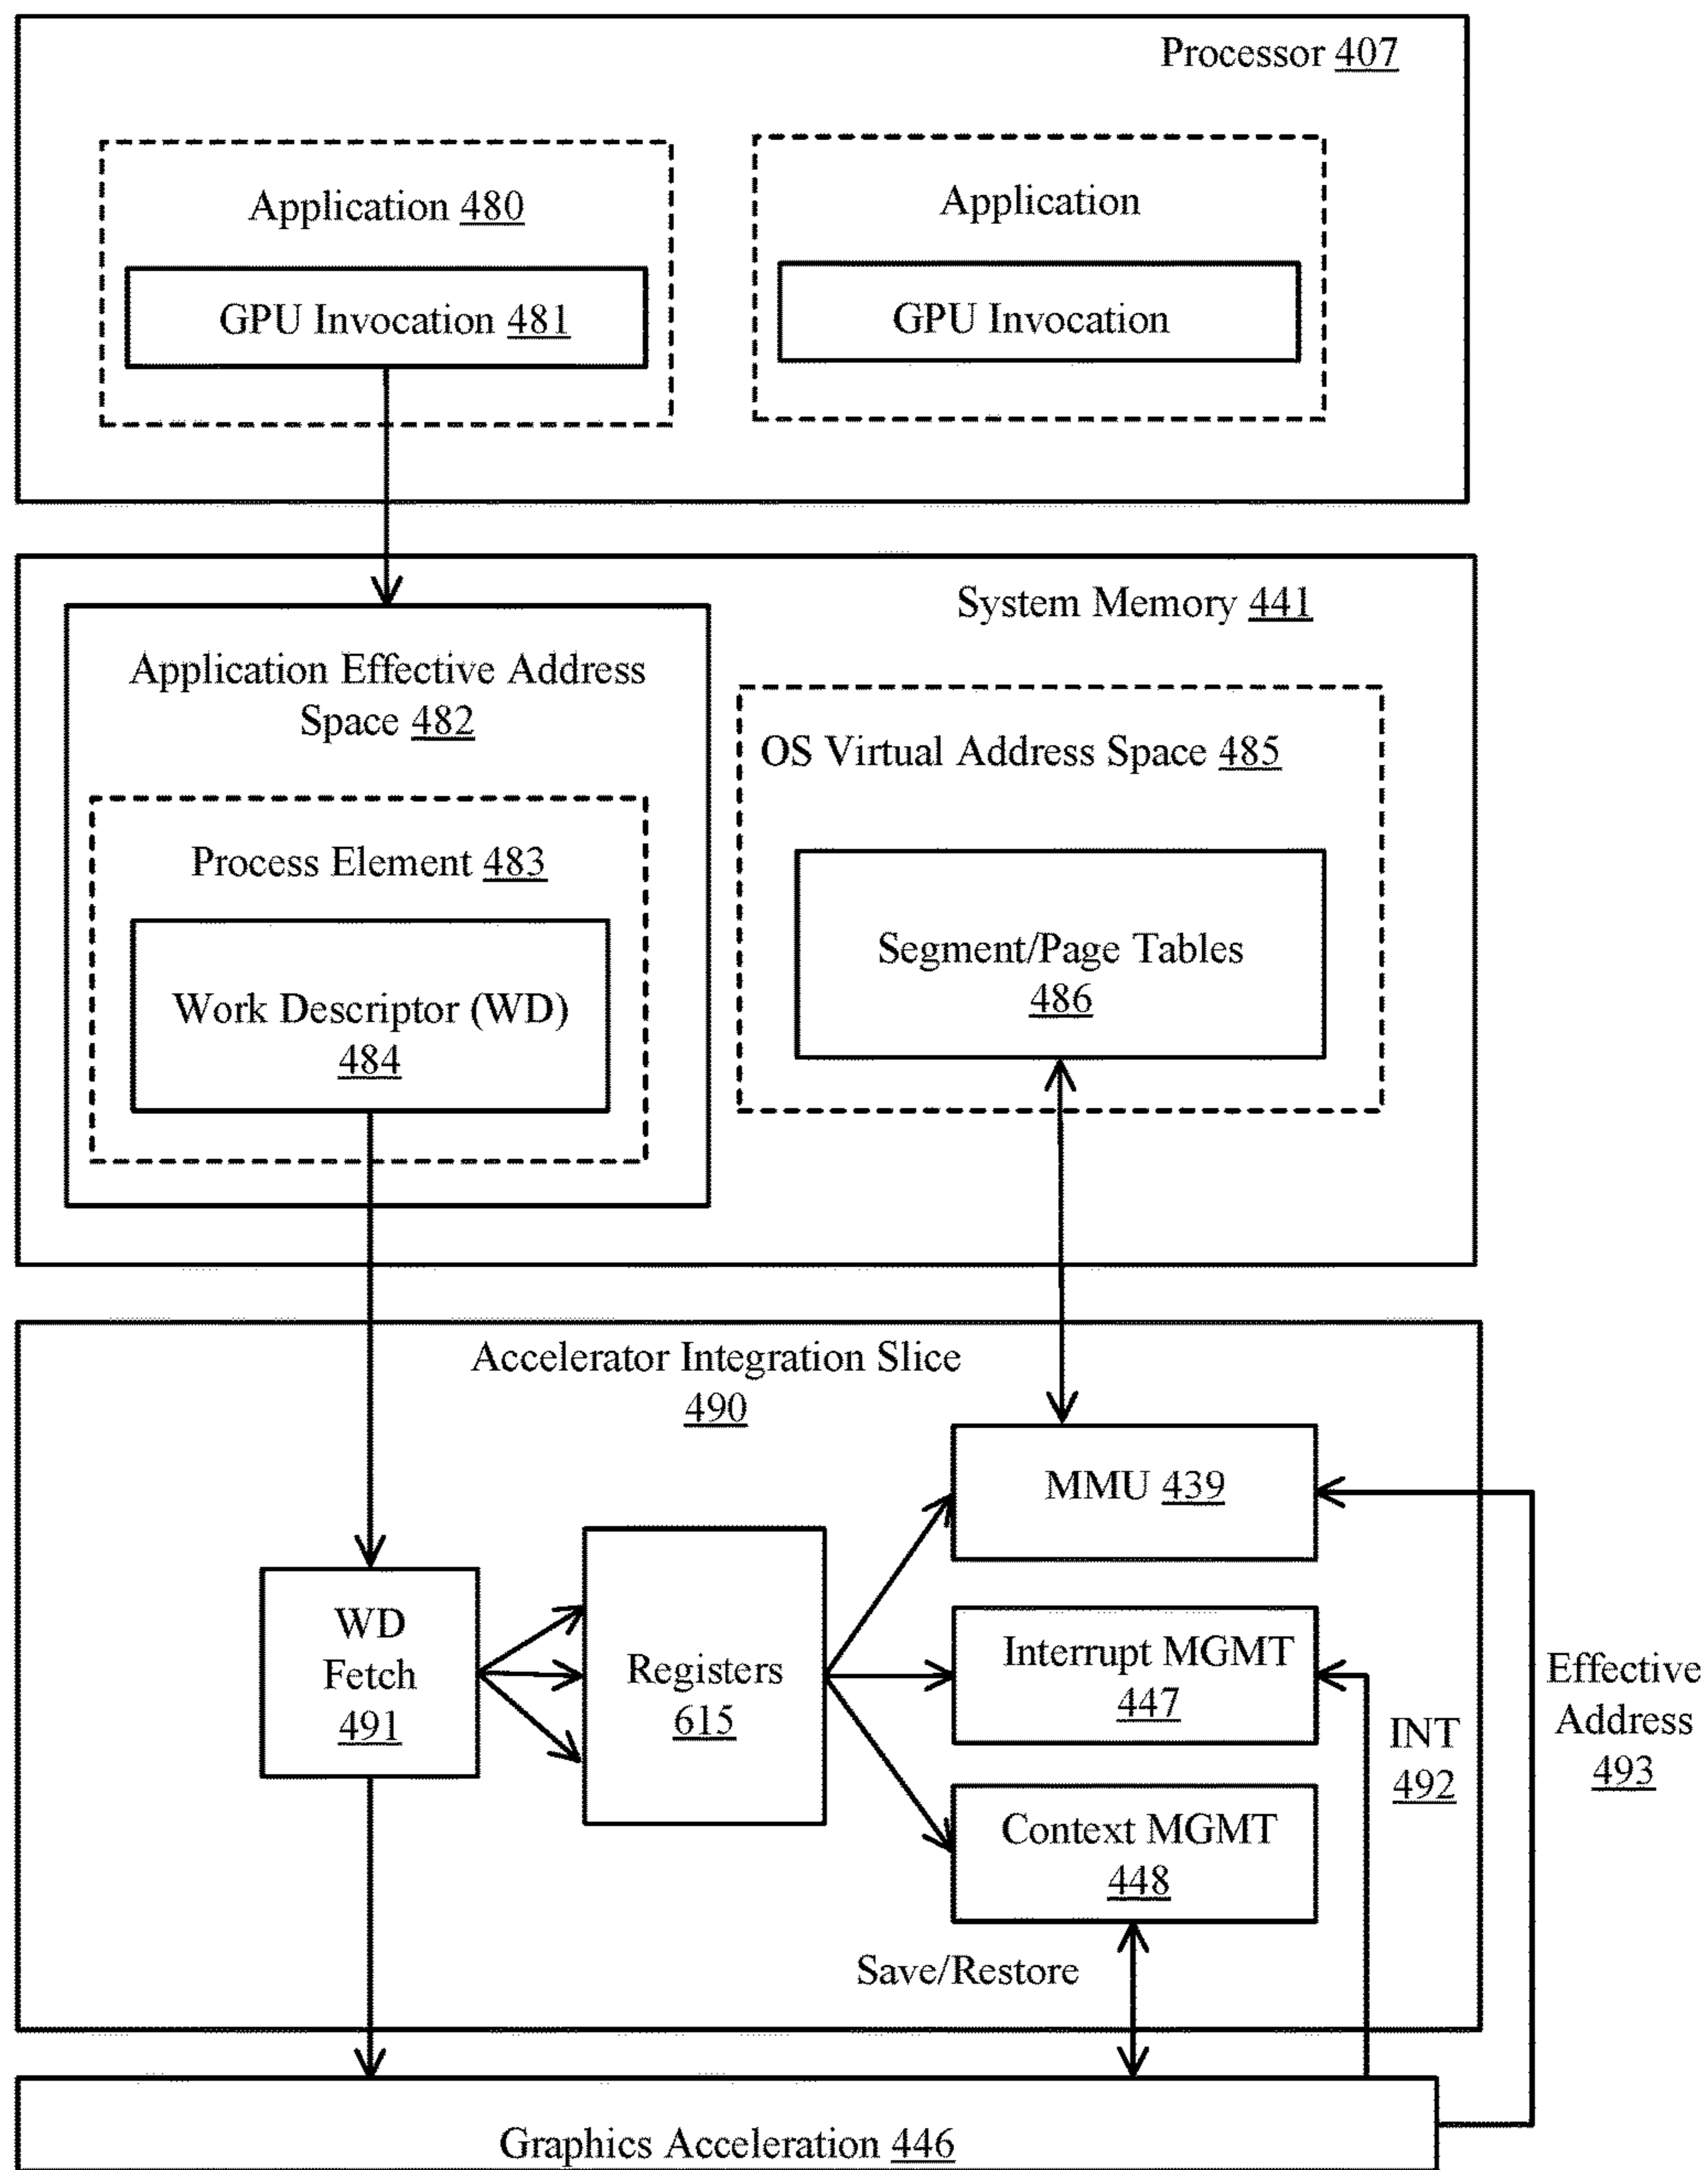 Processor 407
Application 480
GPU Invocation 481
Application
GPU Invocation
System Memory 441
Application Effective Address
Space 482
Process Element 483
Work Descriptor (WD)
484
OS Virtual Address Space 485
Segment/Page Tables
486
Accelerator Integration Slice
490
MMU 439
WD
Fetch
491
Registers
615
Interrupt MGMT
447
Context MGMT
448
Save/Restore
INT
492
Effective
Address
493
Graphics Acceleration 446